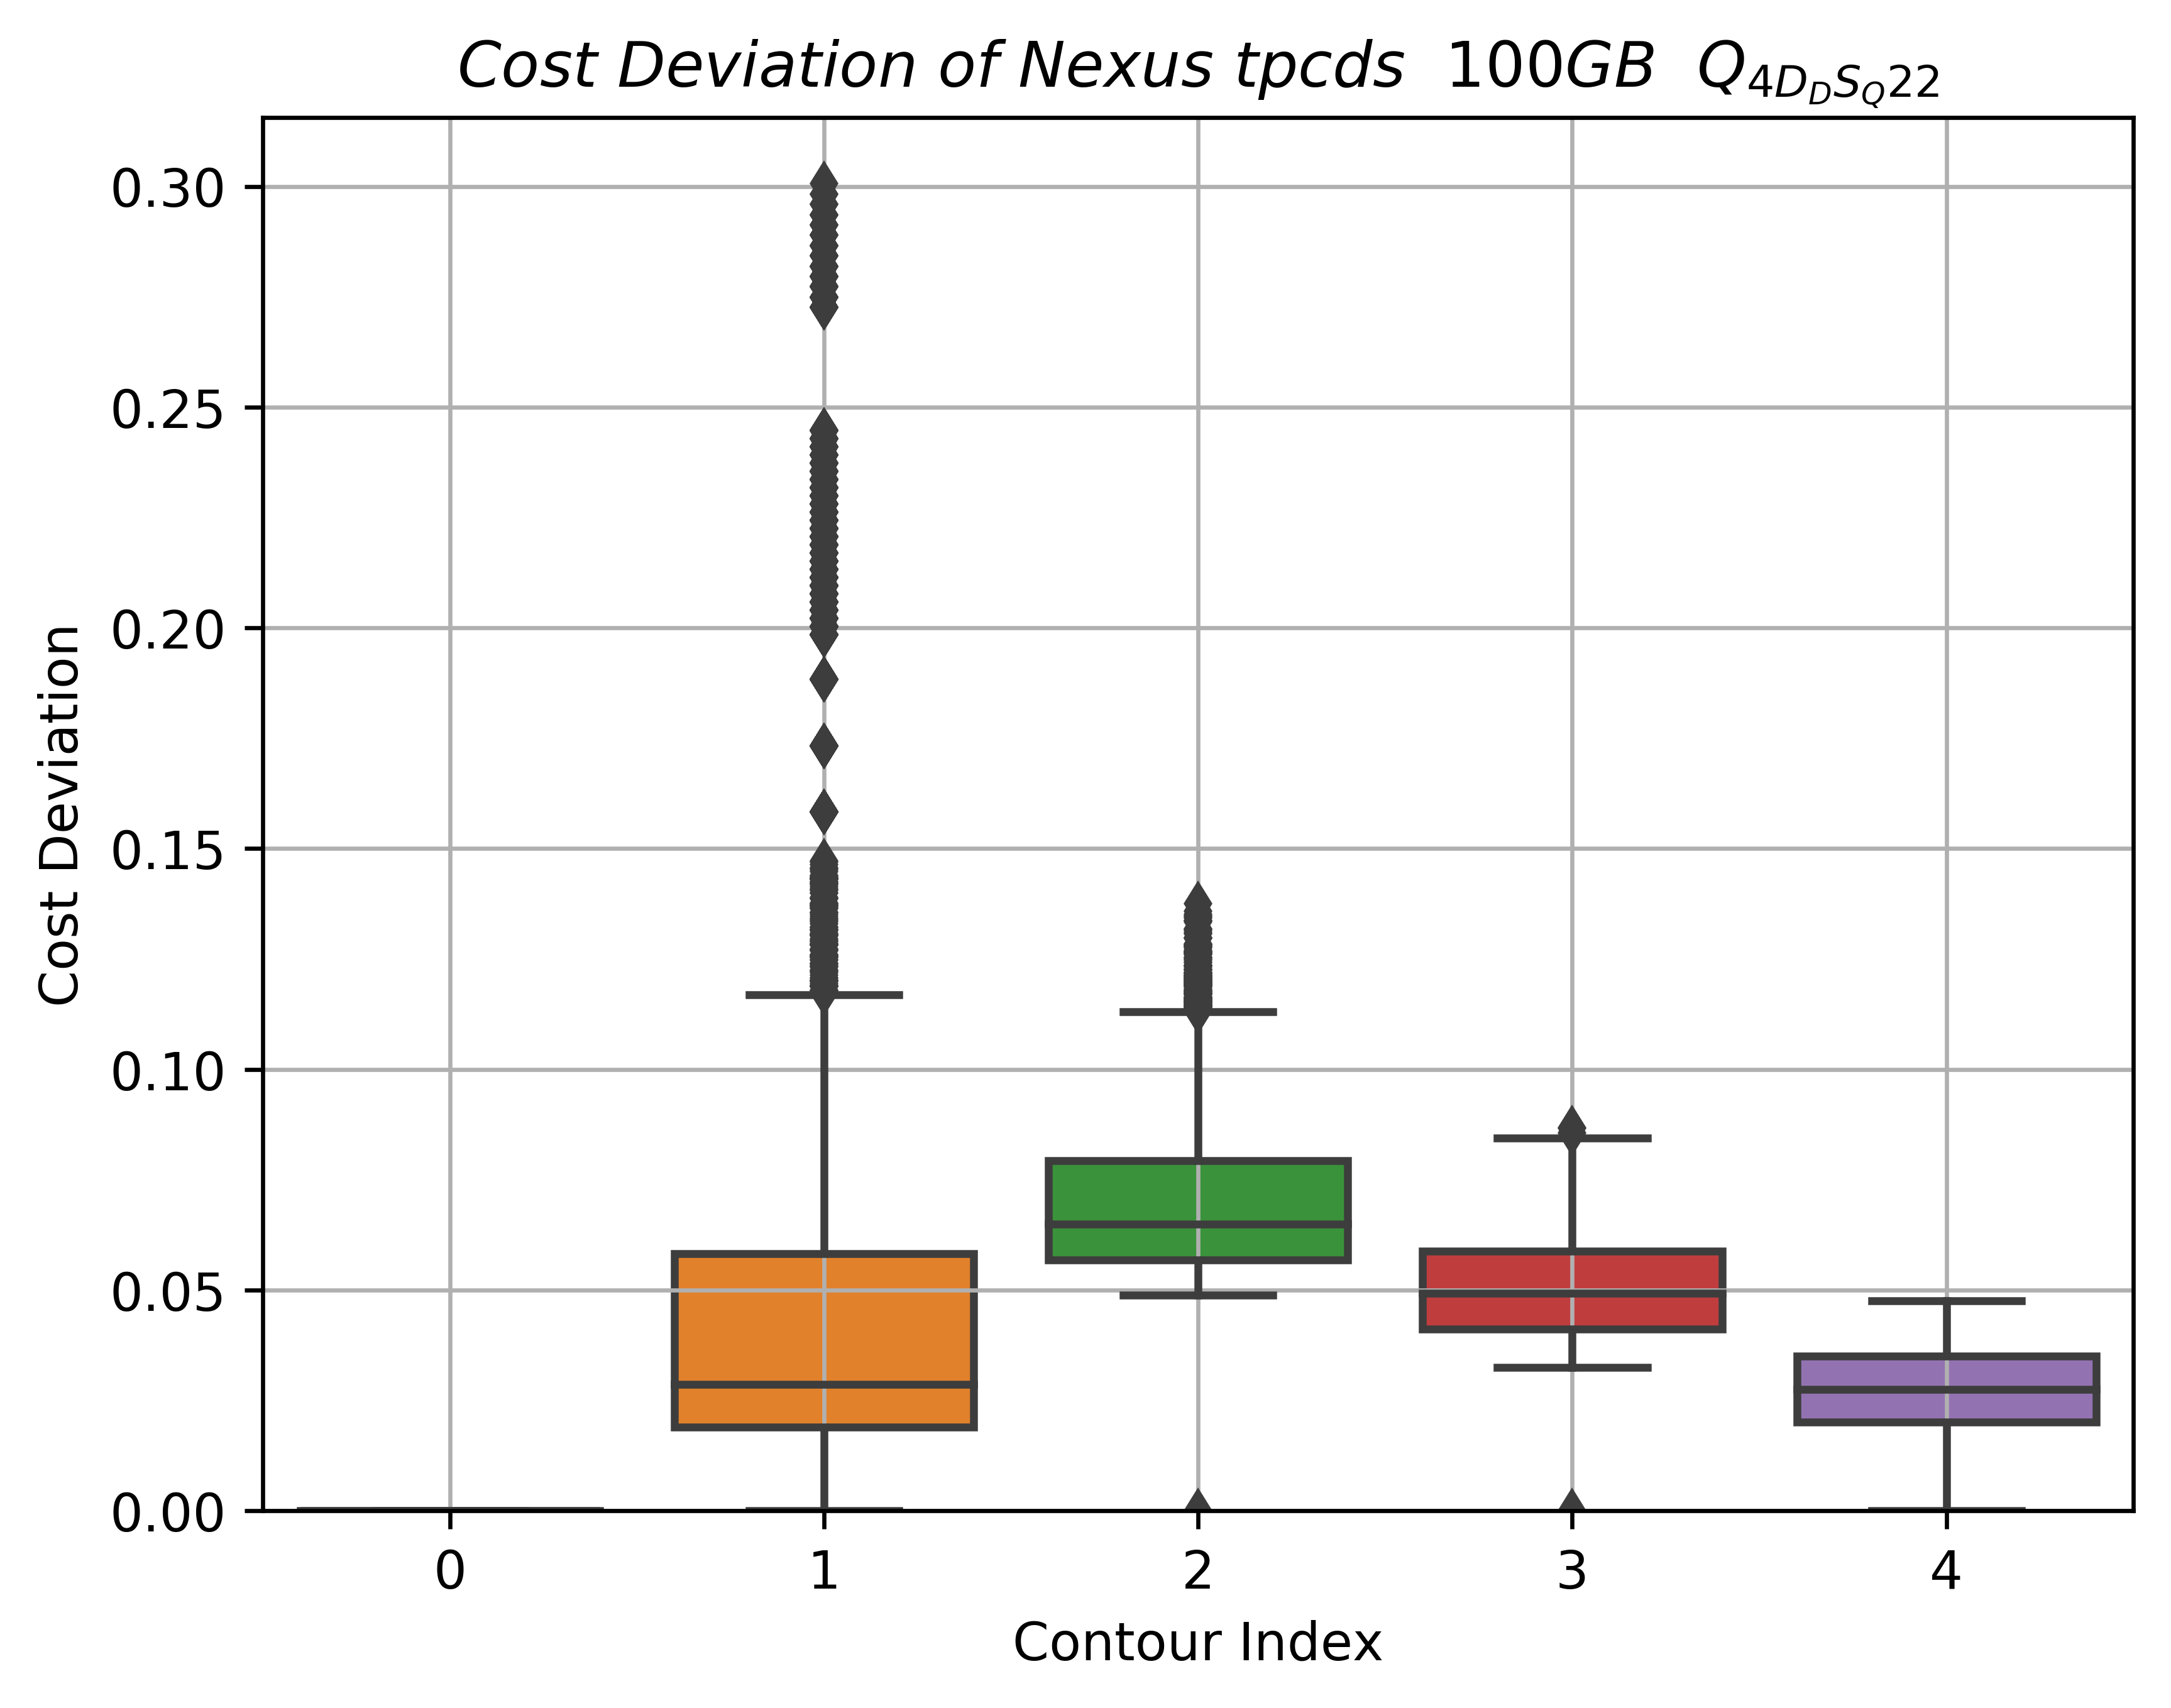 Cost Deviation of Nexus tpcds 100GB Q4DDSQ22
0.30
0.25
0.20
0.15
0.10
0.05
0.00
Cost Deviation
0 1 2 3 4
Contour Index